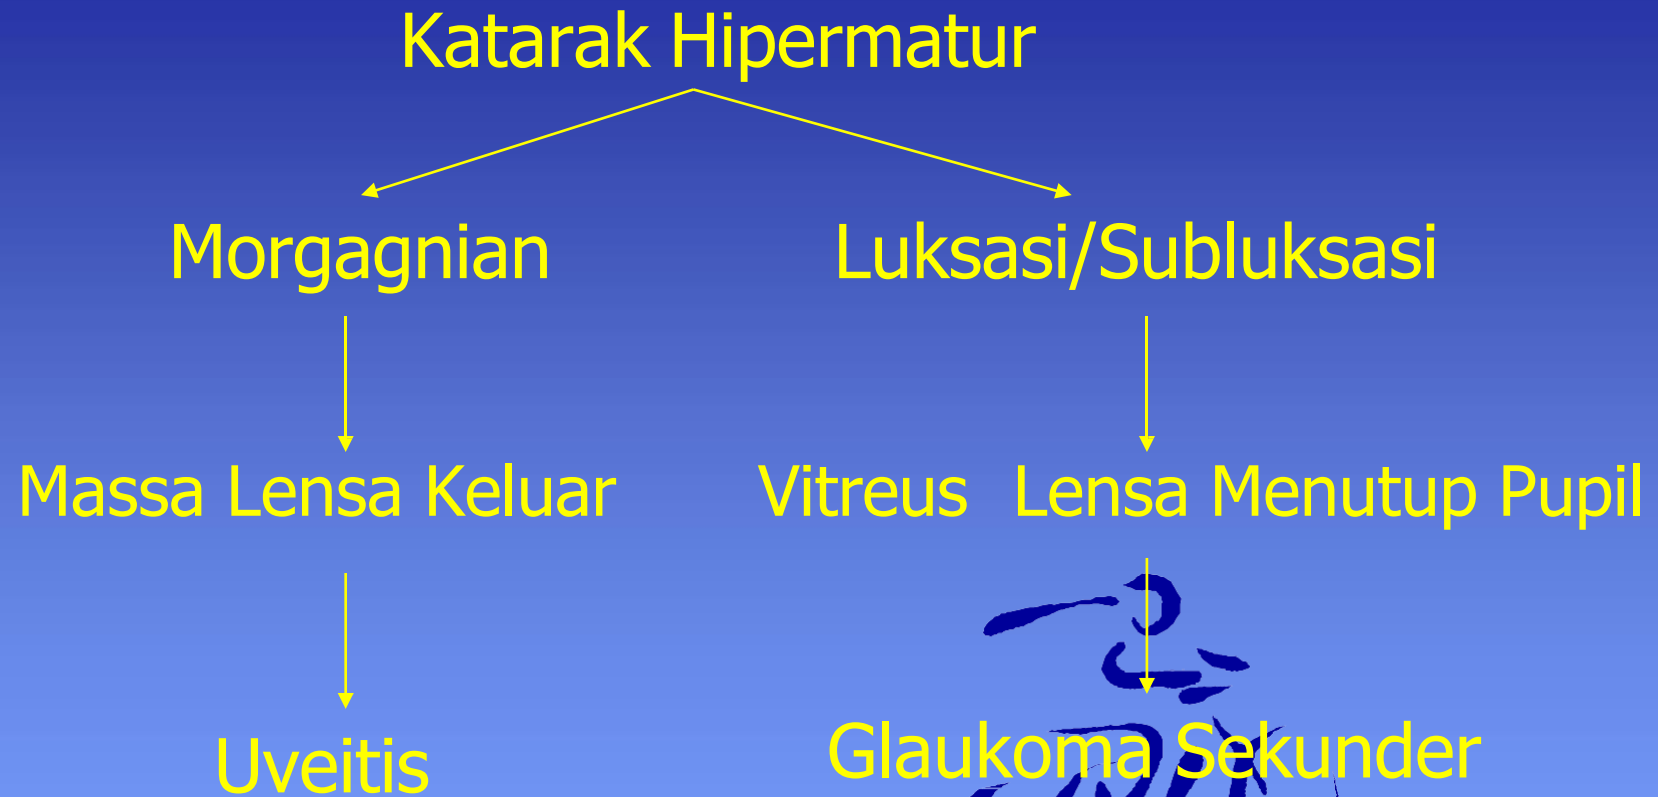 Katarak Hipermatur
Morgagnian
Luksasi/Subluksasi
Massa Lensa Keluar
Vitreus Lensa Menutup Pupil
Uveitis
Glaukoma Sekunder